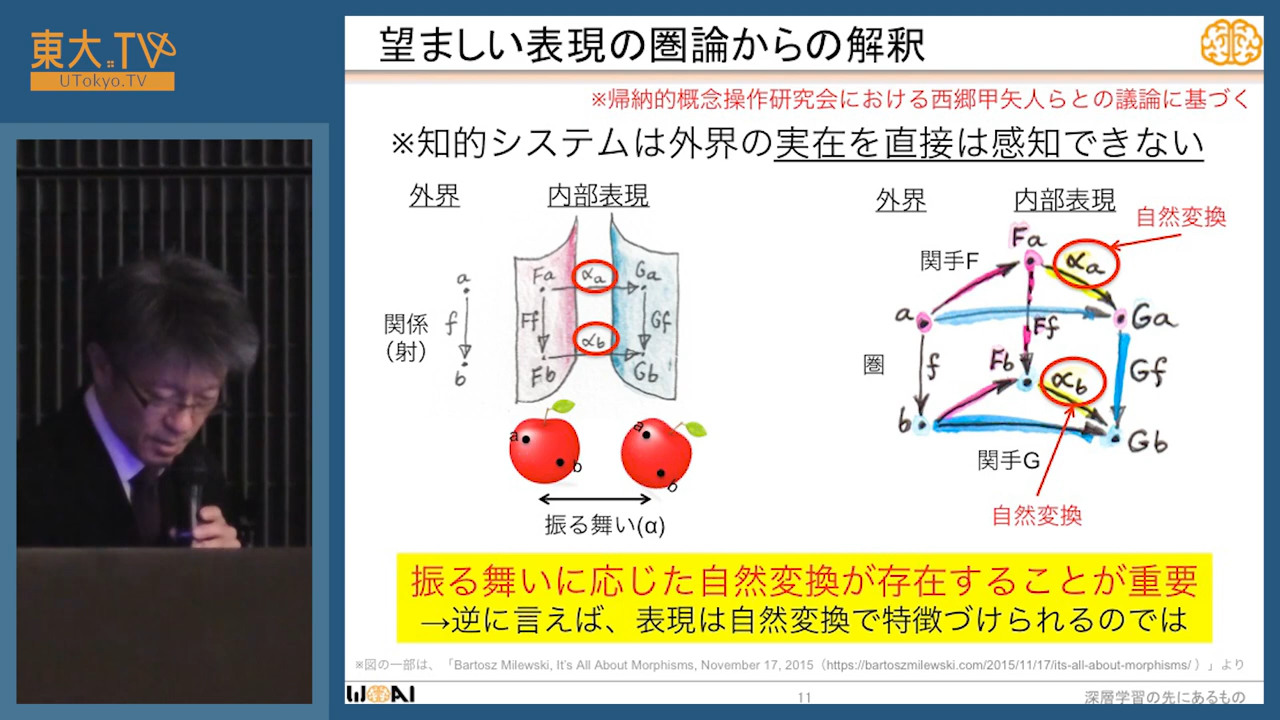 東大.TV
UTokyo.TV
望ましい表現の圏論からの解釈
※帰納的概念操作研究会における西郷甲矢人らとの議論に基づく
※知的システムは外界の実在を直接は感知できない
外界
内部表現
a
f
b
関係
(射)
Fa
αa
Ga
Ff
Gf
αb
Fb
Gb
a
b
a
b
振る舞い(α)
外界
内部表現
自然変換
関手F
Fa
αa
a
Ga
Ff
圏
f
Fb
αb
Gf
b
Gb
関手G
自然変換
振る舞いに応じた自然変換が存在することが重要
→逆に言えば、表現は自然変換で特徴づけられるのでは
※図の一部は、「Bartosz Milewski, It's All About Morphisms, November 17, 2015（https://bartoszmilewski.com/2015/11/17/its-all-about-morphisms/ ）」より
WBAI
11
深層学習の先にあるもの